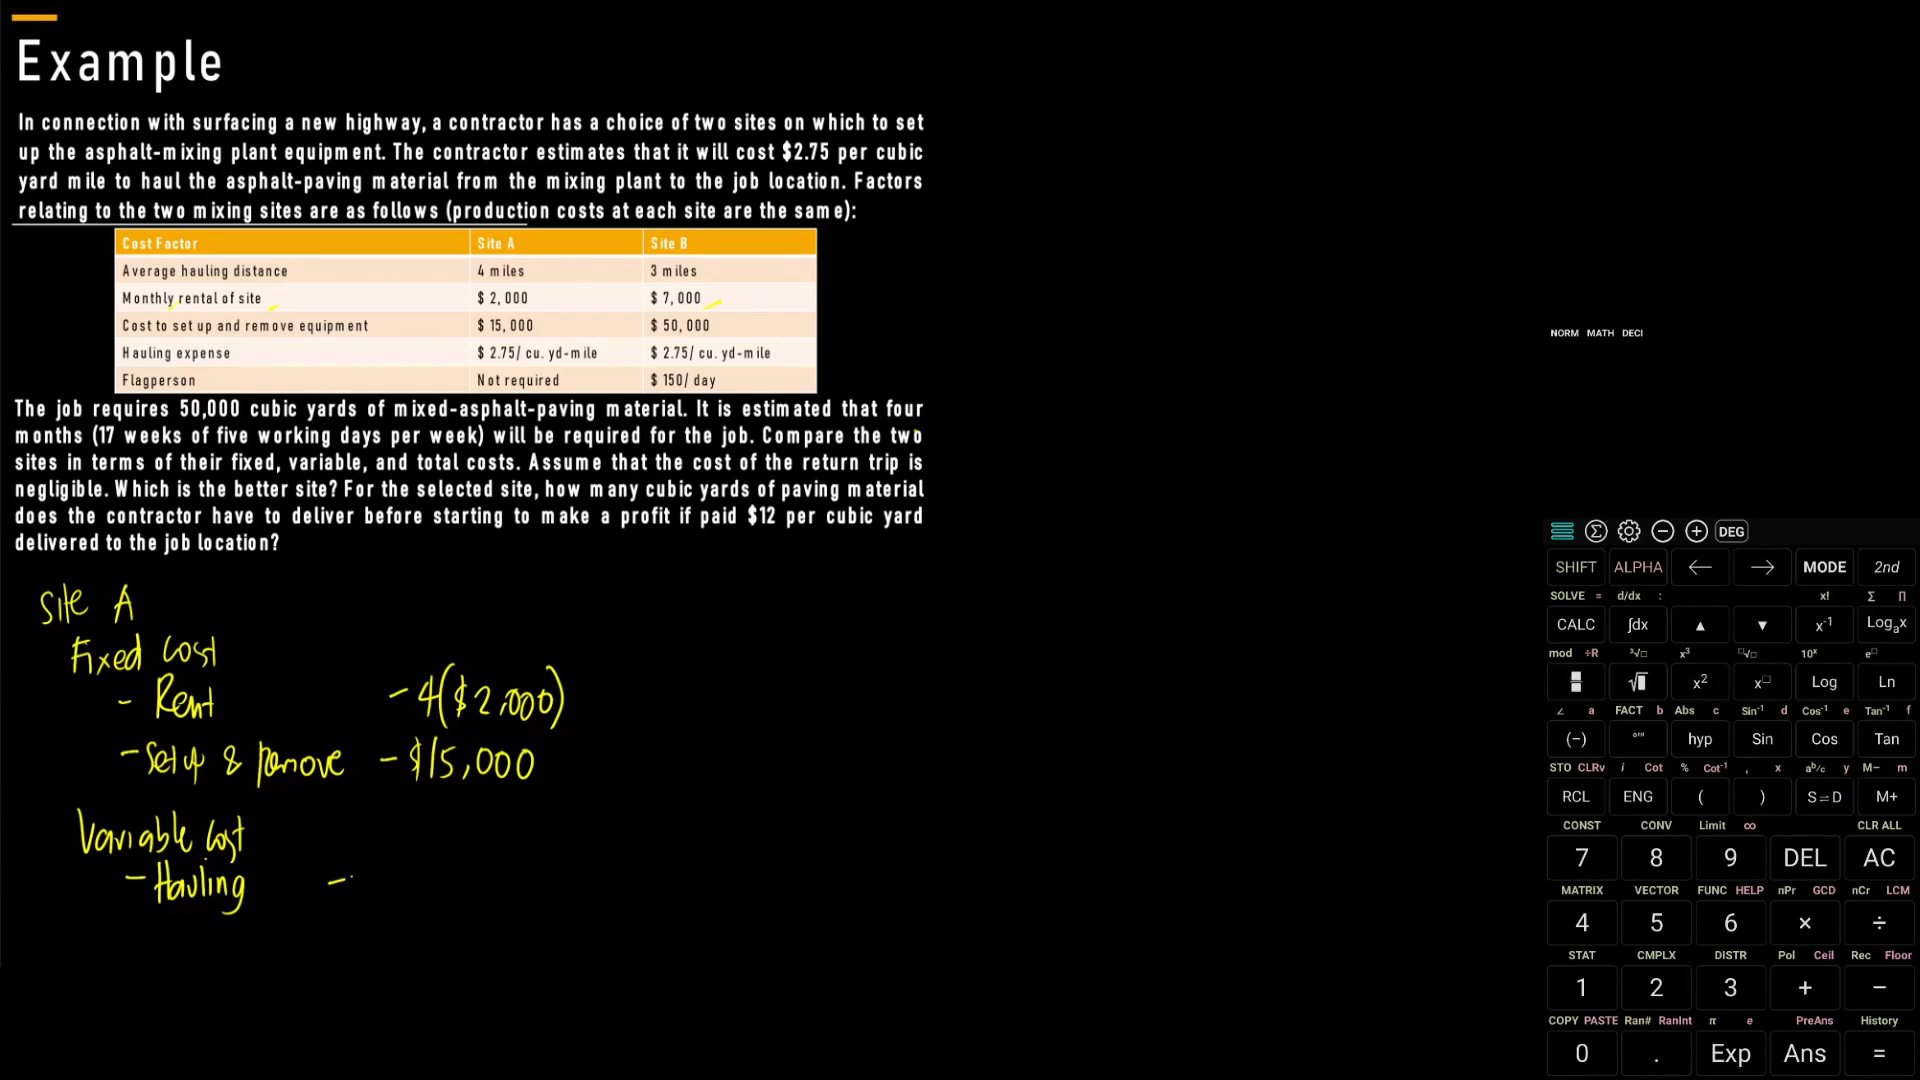 Example
In connection with surfacing a new highway, a contractor has a choice of two sites on which to set
up the asphalt-mixing plant equipment. The contractor estimates that it will cost $2.75 per cubic
yard mile to haul the asphalt-paving material from the mixing plant to the job location. Factors
relating to the two mixing sites are as follows (production costs at each site are the same):
Cost Factor Site A Site B
Average hauling distance 4 miles 3 miles
Monthly rental of site $ 2, 000 $ 7, 000
Cost to set up and remove equipment $ 15, 000 $ 50, 000
Hauling expense $ 2.75/ cu. yd-mile $ 2.75/ cu. yd-mile
Flagperson Not required $ 150/ day
The job requires 50,000 cubic yards of mixed-asphalt-paving material. It is estimated that four
months (17 weeks of five working days per week) will be required for the job. Compare the two
sites in terms of their fixed, variable, and total costs. Assume that the cost of the return trip is
negligible. Which is the better site? For the selected site, how many cubic yards of paving material
does the contractor have to deliver before starting to make a profit if paid $12 per cubic yard
delivered to the job location?
Site A
Fixed cost
- Rent - 4($2,000)
- Set up & remove - $15,000
Variable cost
- Hauling -
NORM MATH DECI
DEG
SHIFT ALPHA ← → MODE 2nd
SOLVE = d/dx : x! Σ Π
CALC ∫dx ▲ ▼ x⁻¹ Logₐx
mod ÷R ³√□ x³ □√□ 10ˣ e□
√ x² x□ Log Ln
∠ a FACT b Abs c Sin⁻¹ d Cos⁻¹ e Tan⁻¹ f
(−) °''' hyp Sin Cos Tan
STO CLRv i Cot % Cot⁻¹ , x aᵇ/c y M− m
RCL ENG ( ) S⇌D M+
CONST CONV Limit ∞ CLR ALL
7 8 9 DEL AC
MATRIX VECTOR FUNC HELP nPr GCD nCr LCM
4 5 6 × ÷
STAT CMPLX DISTR Pol Ceil Rec Floor
1 2 3 + −
COPY PASTE Ran# RanInt π e PreAns History
0 . Exp Ans =